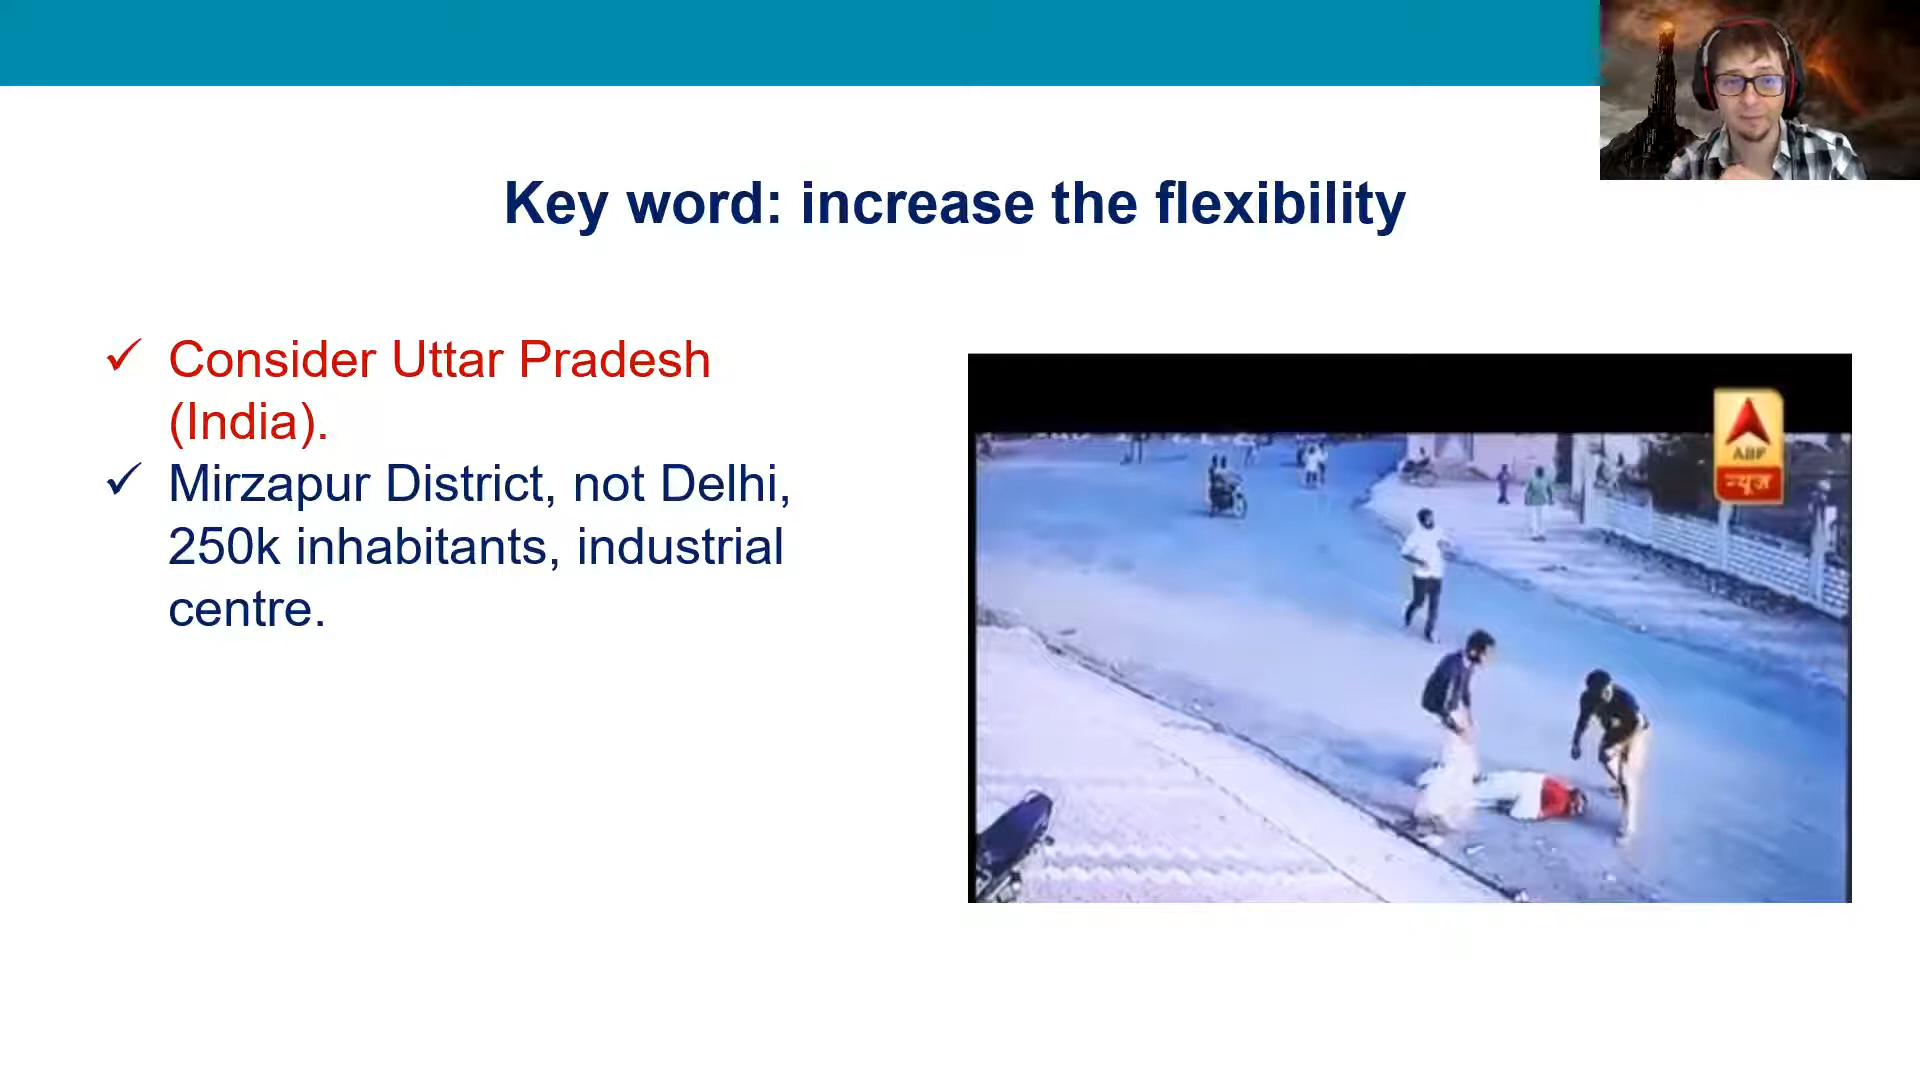 Key word: increase the flexibility
✓ Consider Uttar Pradesh
(India).
✓ Mirzapur District, not Delhi,
250k inhabitants, industrial
centre.
ABP
न्यूज़